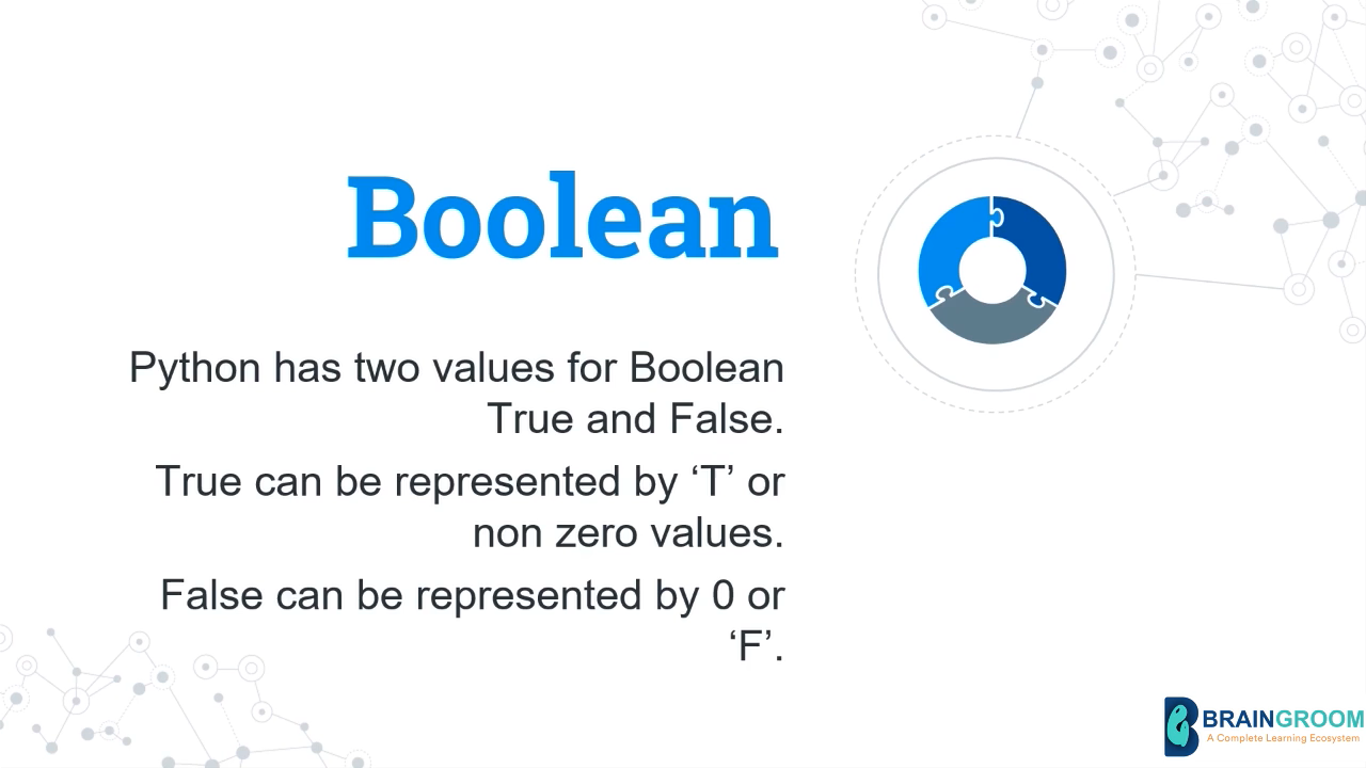 Boolean
Python has two values for Boolean
True and False.
True can be represented by ‘T’ or
non zero values.
False can be represented by 0 or
‘F’.
BRAINGROOM
A Complete Learning Ecosystem